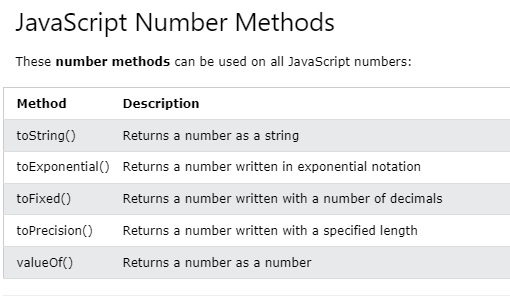 JavaScript Number Methods
These number methods can be used on all JavaScript numbers:
Method Description
toString() Returns a number as a string
toExponential() Returns a number written in exponential notation
toFixed() Returns a number written with a number of decimals
toPrecision() Returns a number written with a specified length
valueOf() Returns a number as a number